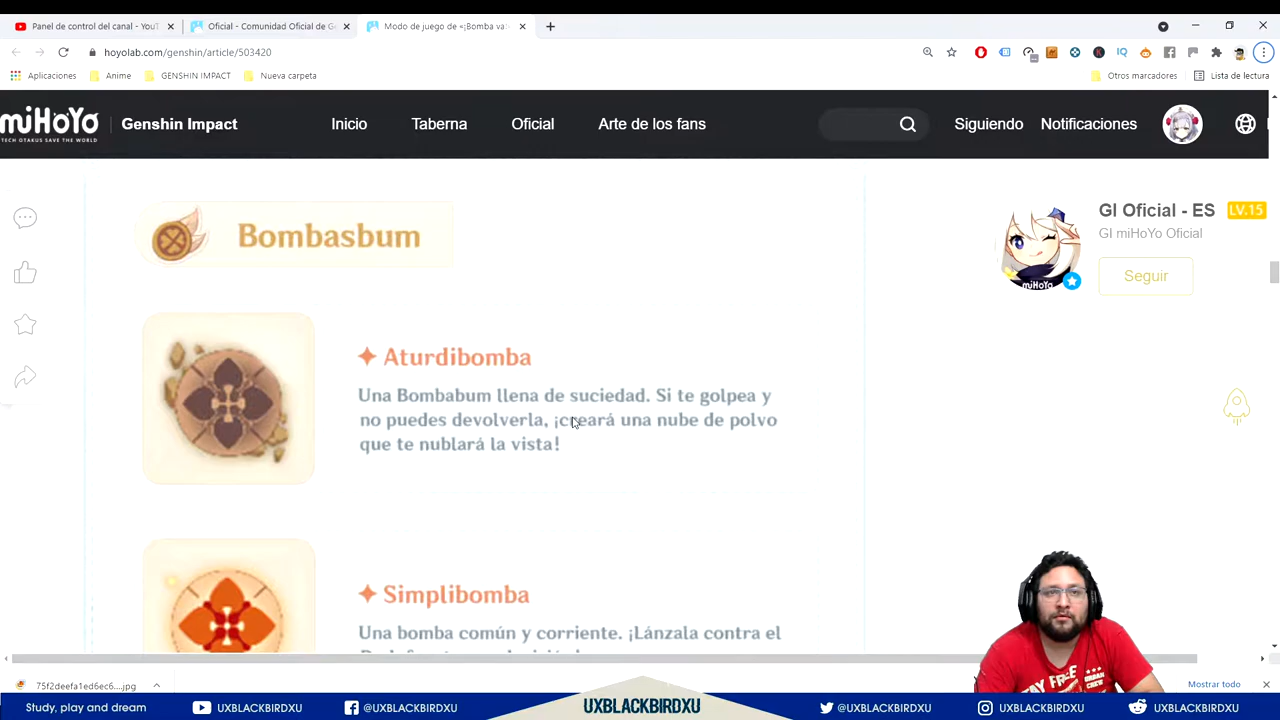 Panel de control del canal - YouT
Oficial - Comunidad Oficial de Ge
Modo de juego de «¡Bomba va:
hoyolab.com/genshin/article/503420
Aplicaciones
Anime
GENSHIN IMPACT
Nueva carpeta
Otros marcadores
Lista de lectura
miHoYo
TECH OTAKUS SAVE THE WORLD
Genshin Impact
Inicio
Taberna
Oficial
Arte de los fans
Siguiendo
Notificaciones
Bombasbum
GI Oficial - ES
LV.15
GI miHoYo Oficial
miHoYo
Seguir
Aturdibomba
Una Bombabum llena de suciedad. Si te golpea y
no puedes devolverla, ¡creará una nube de polvo
que te nublará la vista!
Simplibomba
Una bomba común y corriente. ¡Lánzala contra el
75f2deefa1ed6ec6....jpg
Mostrar todo
Study, play and dream
UXBLACKBIRDXU
@UXBLACKBIRDXU
UXBLACKBIRDXU
@UXBLACKBIRDXU
UXBLACKBIRDXU
UXBLACKBIRDXU